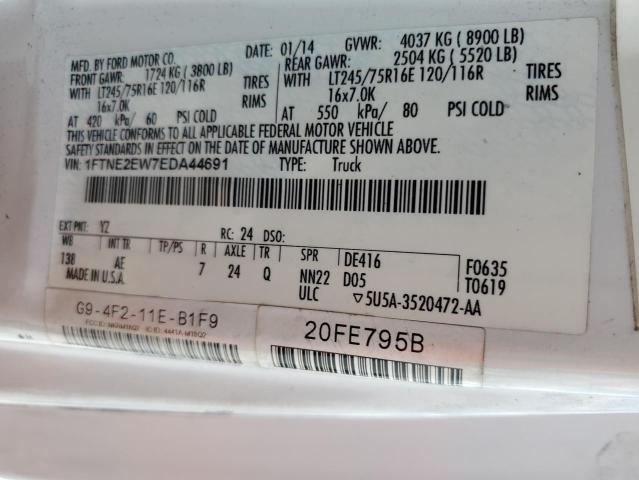 MFD. BY FORD MOTOR CO. DATE: 01/14 GVWR: 4037 KG ( 8900 LB)
FRONT GAWR: 1724 KG ( 3800 LB) REAR GAWR: 2504 KG ( 5520 LB)
WITH LT245/75R16E 120/116R TIRES WITH LT245/75R16E 120/116R TIRES
16x7.0K RIMS 16x7.0K RIMS
AT 420 kPa/ 60 PSI COLD AT 550 kPa/ 80 PSI COLD
THIS VEHICLE CONFORMS TO ALL APPLICABLE FEDERAL MOTOR VEHICLE
SAFETY STANDARDS IN EFFECT ON THE DATE OF MANUFACTURE SHOWN ABOVE.
VIN: 1FTNE2EW7EDA44691 TYPE: Truck
EXT PNT: YZ RC: 24 DSO:
WB INT TR TP/PS R AXLE TR SPR DE416 F0635
138 AE 7 24 Q NN22 D05 T0619
MADE IN U.S.A. ULC ▽5U5A-3520472-AA
G9-4F2-11E-B1F9 20FE795B